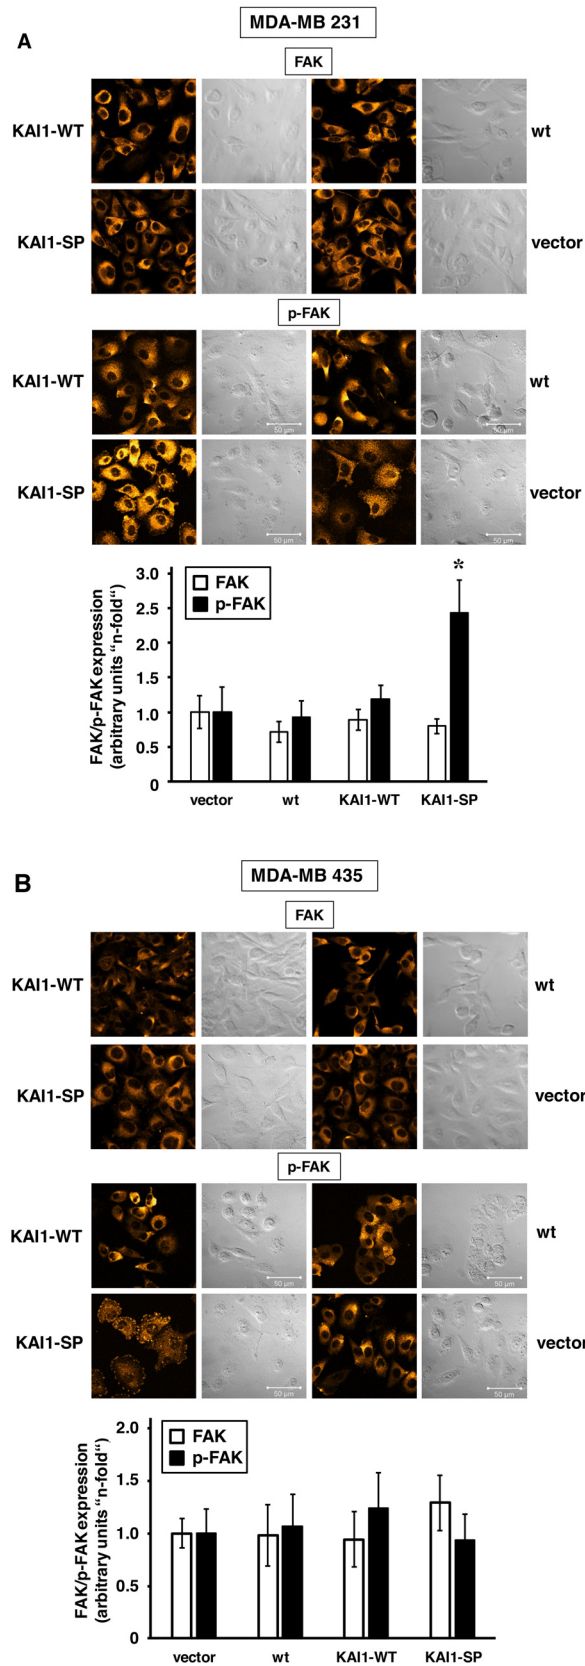 MDA-MB 231
A
FAK
KAI1-WT
wt
KAI1-SP
vector
p-FAK
KAI1-WT
wt
50 µm
50 µm
KAI1-SP
vector
50 µm
50 µm
FAK/p-FAK expression
(arbitrary units "n-fold")
3.0
2.5
2.0
1.5
1.0
0.5
0
FAK
p-FAK
*
vector
wt
KAI1-WT
KAI1-SP
B
MDA-MB 435
FAK
KAI1-WT
wt
KAI1-SP
vector
p-FAK
KAI1-WT
wt
50 µm
50 µm
KAI1-SP
vector
50 µm
50 µm
FAK/p-FAK expression
(arbitrary units "n-fold")
2.0
1.5
1.0
0.5
0
FAK
p-FAK
vector
wt
KAI1-WT
KAI1-SP